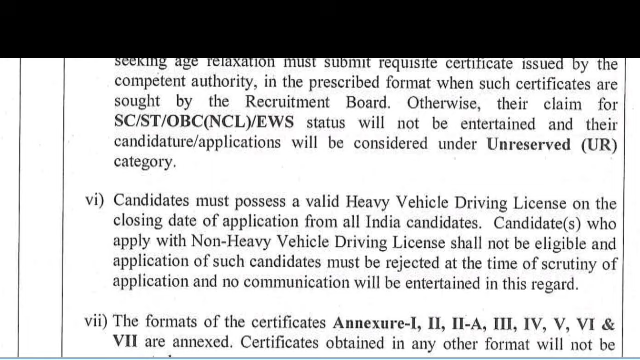 seeking age relaxation must submit requisite certificate issued by the
competent authority, in the prescribed format when such certificates are
sought by the Recruitment Board. Otherwise, their claim for
SC/ST/OBC(NCL)/EWS status will not be entertained and their
candidature/applications will be considered under Unreserved (UR)
category.
vi) Candidates must possess a valid Heavy Vehicle Driving License on the
closing date of application from all India candidates. Candidate(s) who
apply with Non-Heavy Vehicle Driving License shall not be eligible and
application of such candidates must be rejected at the time of scrutiny of
application and no communication will be entertained in this regard.
vii) The formats of the certificates Annexure-I, II, II-A, III, IV, V, VI &
VII are annexed. Certificates obtained in any other format will not be